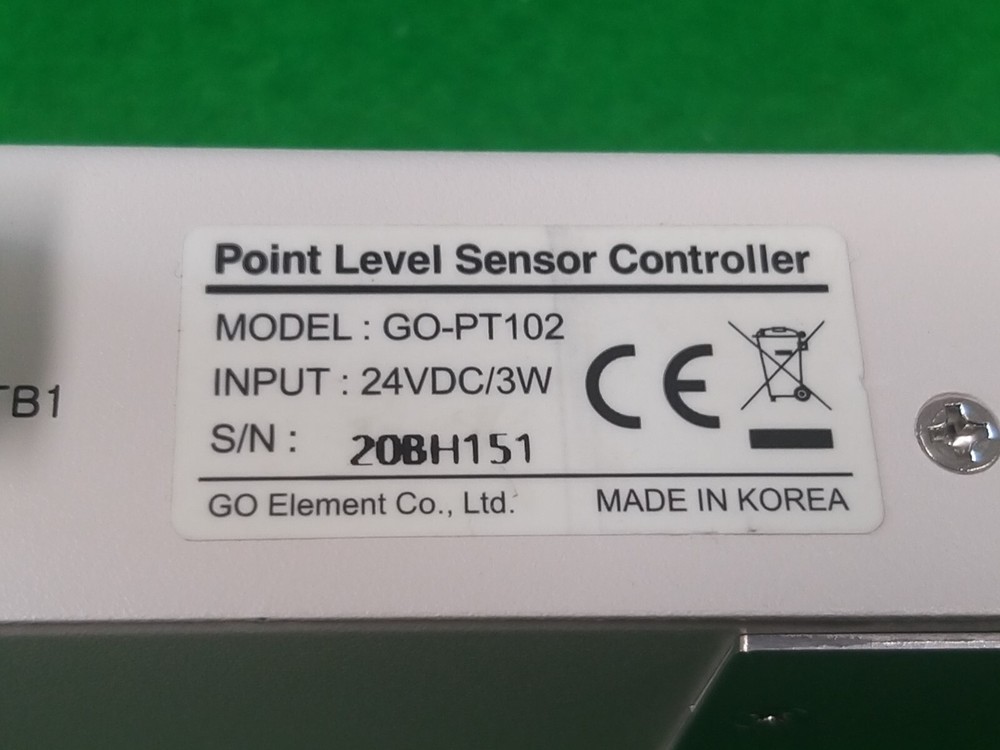 Point Level Sensor Controller
MODEL : GO-PT102
INPUT : 24VDC/3W
S/N : 20BH151
CE
GO Element Co., Ltd.
MADE IN KOREA
TB1